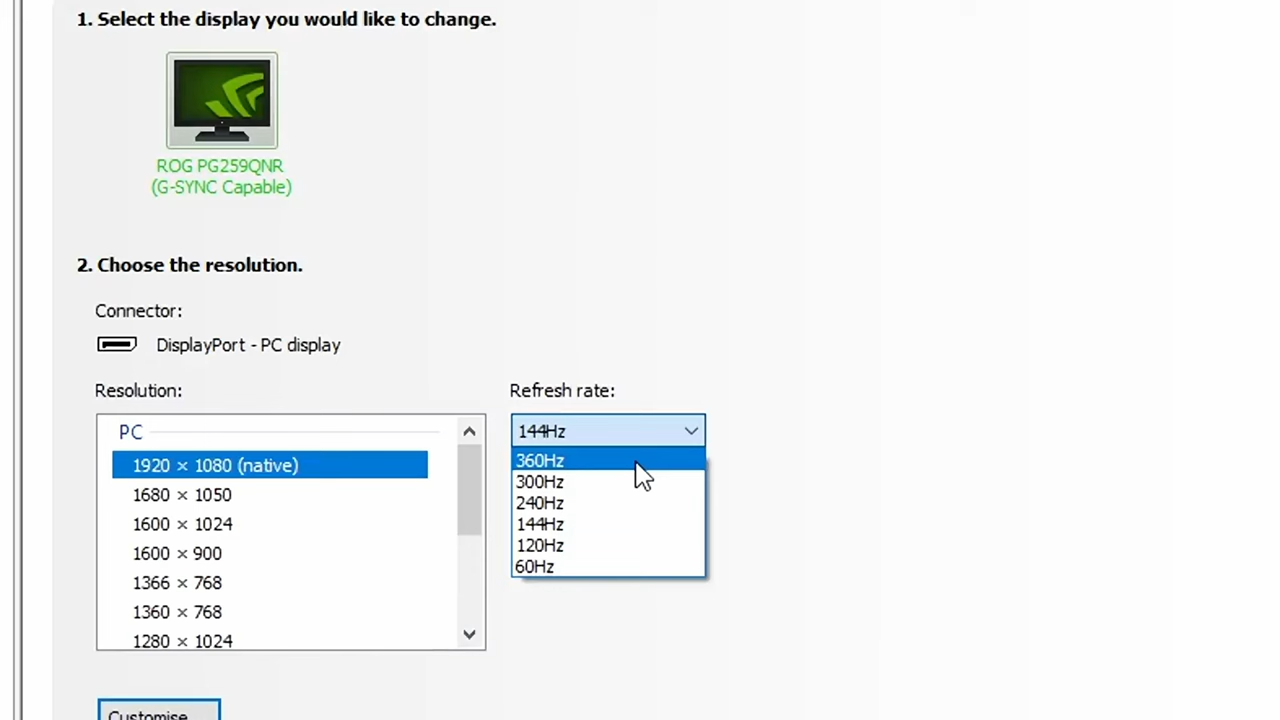 1. Select the display you would like to change.
ROG PG259QNR
(G-SYNC Capable)
2. Choose the resolution.
Connector:
DisplayPort - PC display
Resolution:
PC
1920 × 1080 (native)
1680 × 1050
1600 × 1024
1600 × 900
1366 × 768
1360 × 768
1280 × 1024
Refresh rate:
144Hz
360Hz
300Hz
240Hz
144Hz
120Hz
60Hz
Customise...